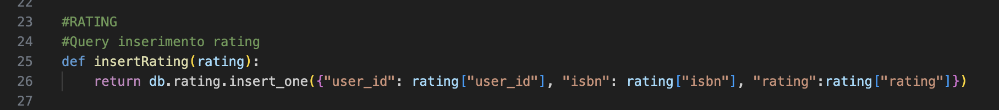 22
23 #RATING
24 #Query inserimento rating
25 def insertRating(rating):
26 return db.rating.insert_one({"user_id": rating["user_id"], "isbn": rating["isbn"], "rating":rating["rating"]})
27